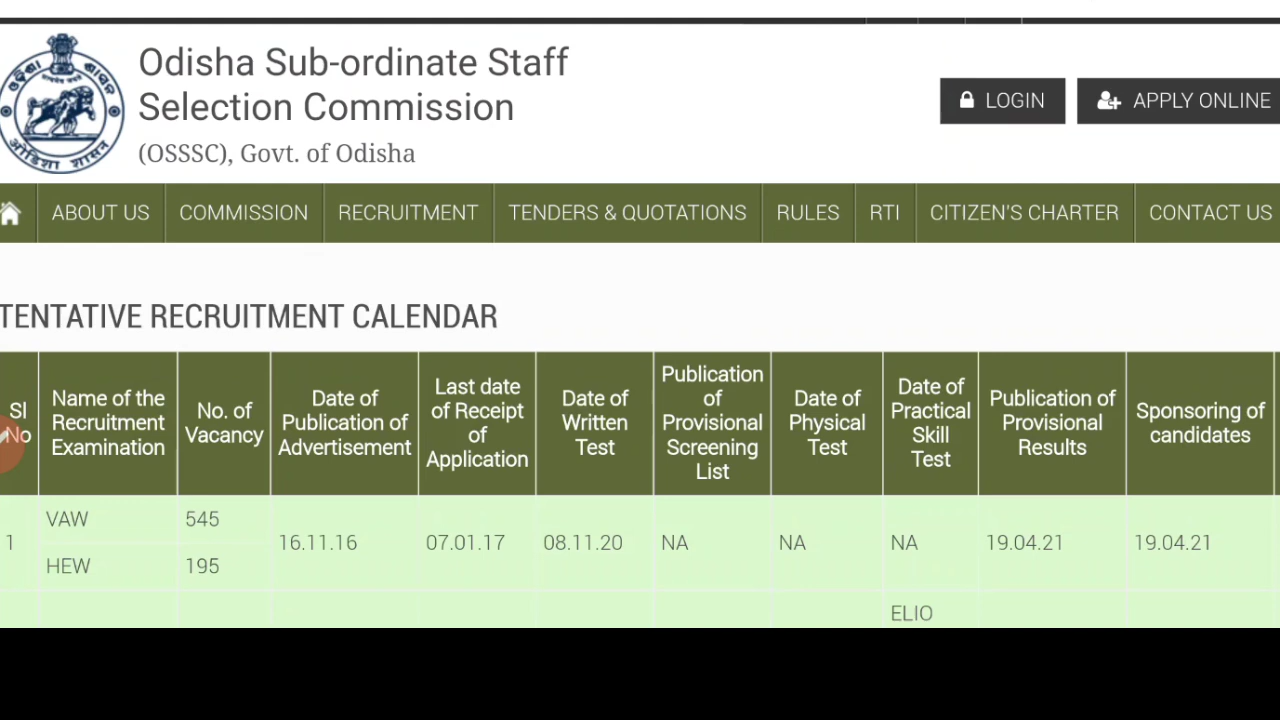 ଓଡ଼ିଶା ଶାସନ
ओडिशा शासन
Odisha Sub-ordinate Staff
Selection Commission
(OSSSC), Govt. of Odisha
LOGIN
APPLY ONLINE
ABOUT US
COMMISSION
RECRUITMENT
TENDERS & QUOTATIONS
RULES
RTI
CITIZEN'S CHARTER
CONTACT US
TENTATIVE RECRUITMENT CALENDAR
Sl
No
Name of the
Recruitment
Examination
No. of
Vacancy
Date of
Publication of
Advertisement
Last date
of Receipt
of
Application
Date of
Written
Test
Publication
of
Provisional
Screening
List
Date of
Physical
Test
Date of
Practical
Skill
Test
Publication of
Provisional
Results
Sponsoring of
candidates
1
VAW
545
HEW
195
16.11.16
07.01.17
08.11.20
NA
NA
NA
19.04.21
19.04.21
ELIO